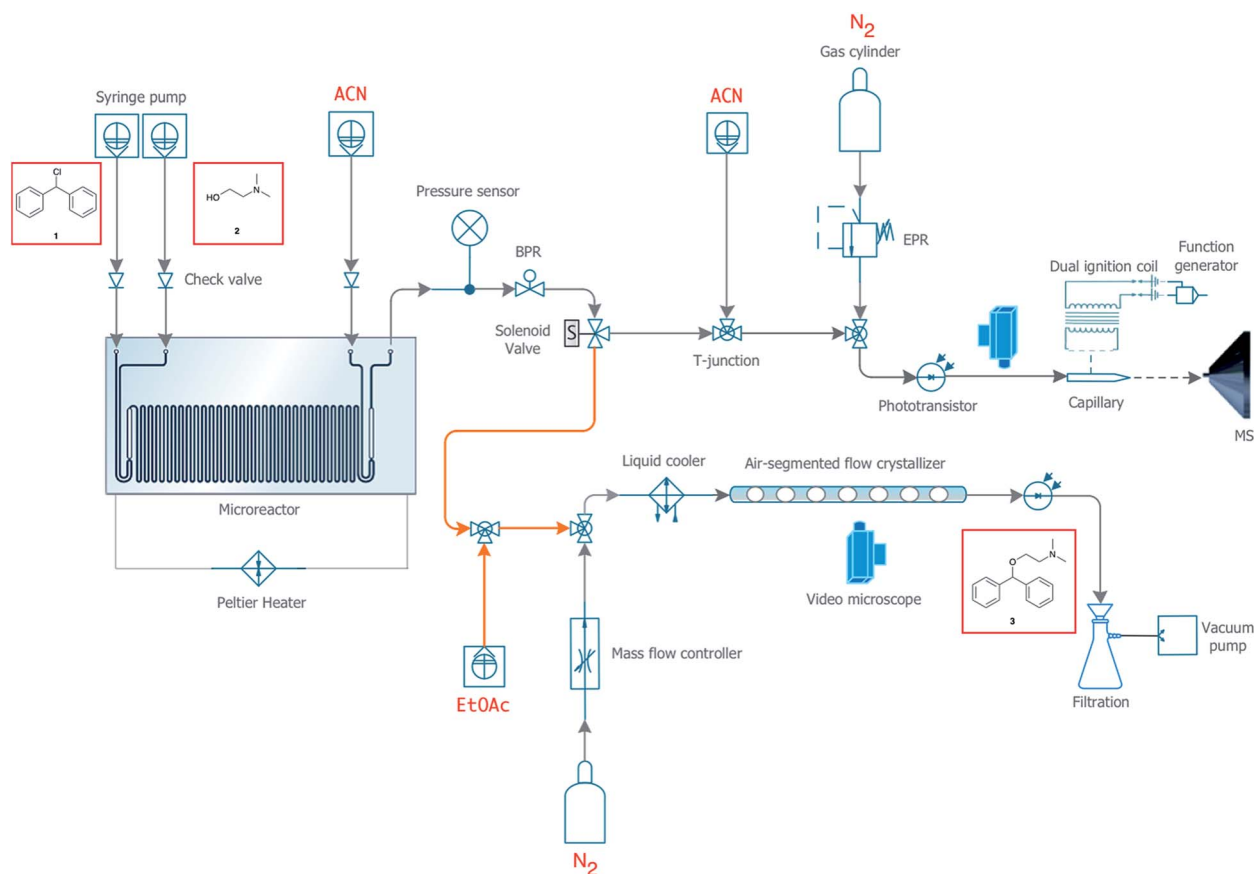 N2
Gas cylinder
Syringe pump
ACN
ACN
Cl
1
HO
N
2
Pressure sensor
Check valve
BPR
EPR
Function
generator
Dual ignition coil
Solenoid
Valve
S
T-junction
Phototransistor
Capillary
MS
Liquid cooler
Air-segmented flow crystallizer
Microreactor
Peltier Heater
Video microscope
N
O
3
Vacuum
pump
Mass flow controller
EtOAc
Filtration
N2